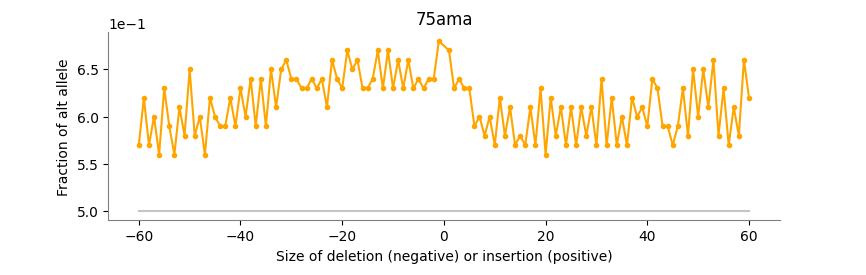 75ama
1e−1
Fraction of alt allele
6.5
6.0
5.5
5.0
−60 −40 −20 0 20 40 60
Size of deletion (negative) or insertion (positive)